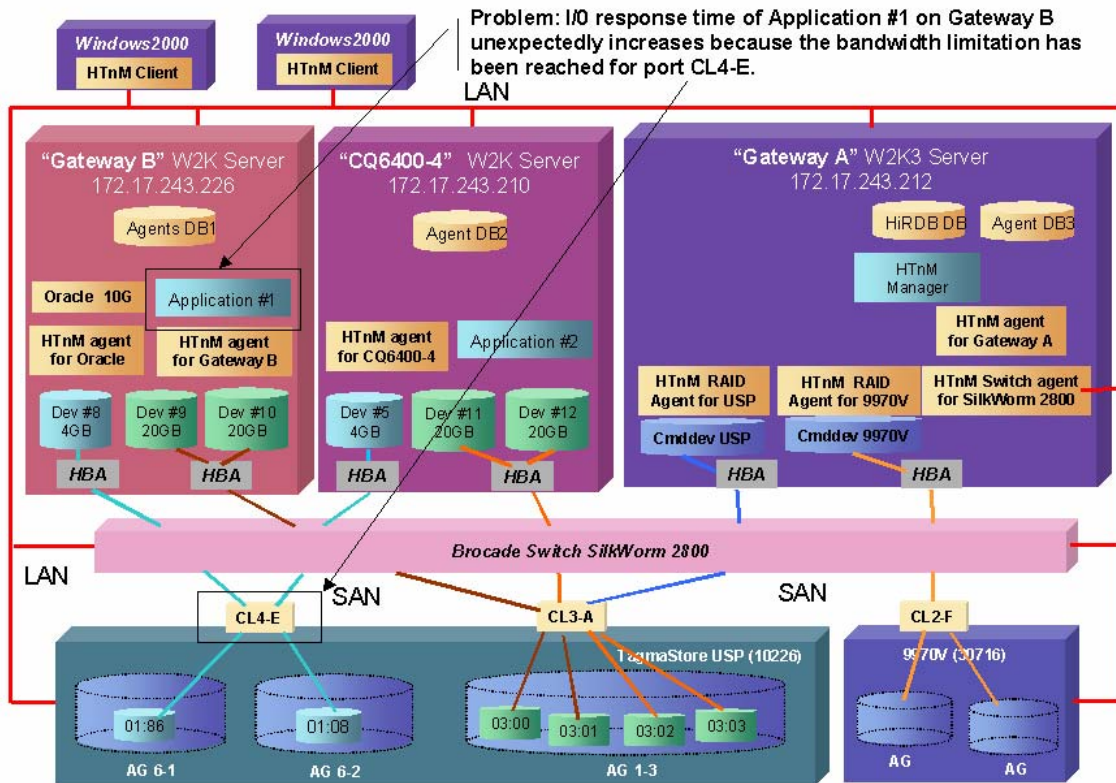 Problem: I/0 response time of Application #1 on Gateway B
unexpectedly increases because the bandwidth limitation has
been reached for port CL4-E.
Windows2000
HTnM Client
Windows2000
HTnM Client
LAN
"Gateway B" W2K Server
172.17.243.226
Agents DB1
Oracle 10G
Application #1
HTnM agent
for Oracle
HTnM agent
for Gateway B
Dev #8
4GB
Dev #9
20GB
Dev #10
20GB
HBA
HBA
"CQ6400-4" W2K Server
172.17.243.210
Agent DB2
HTnM agent
for CQ6400-4
Application #2
Dev #5
4GB
Dev #11
20GB
Dev #12
20GB
HBA
HBA
"Gateway A" W2K3 Server
172.17.243.212
HiRDB DB
Agent DB3
HTnM
Manager
HTnM agent
for Gateway A
HTnM RAID
Agent for USP
HTnM RAID
Agent for 9970V
HTnM Switch agent
for SilkWorm 2800
Cmddev USP
Cmddev 9970V
HBA
HBA
Brocade Switch SilkWorm 2800
LAN
SAN
SAN
CL4-E
CL3-A
CL2-F
TagmaStore USP (10226)
9970V (30716)
01:86
01:08
03:00
03:01
03:02
03:03
AG
AG
AG 6-1
AG 6-2
AG 1-3